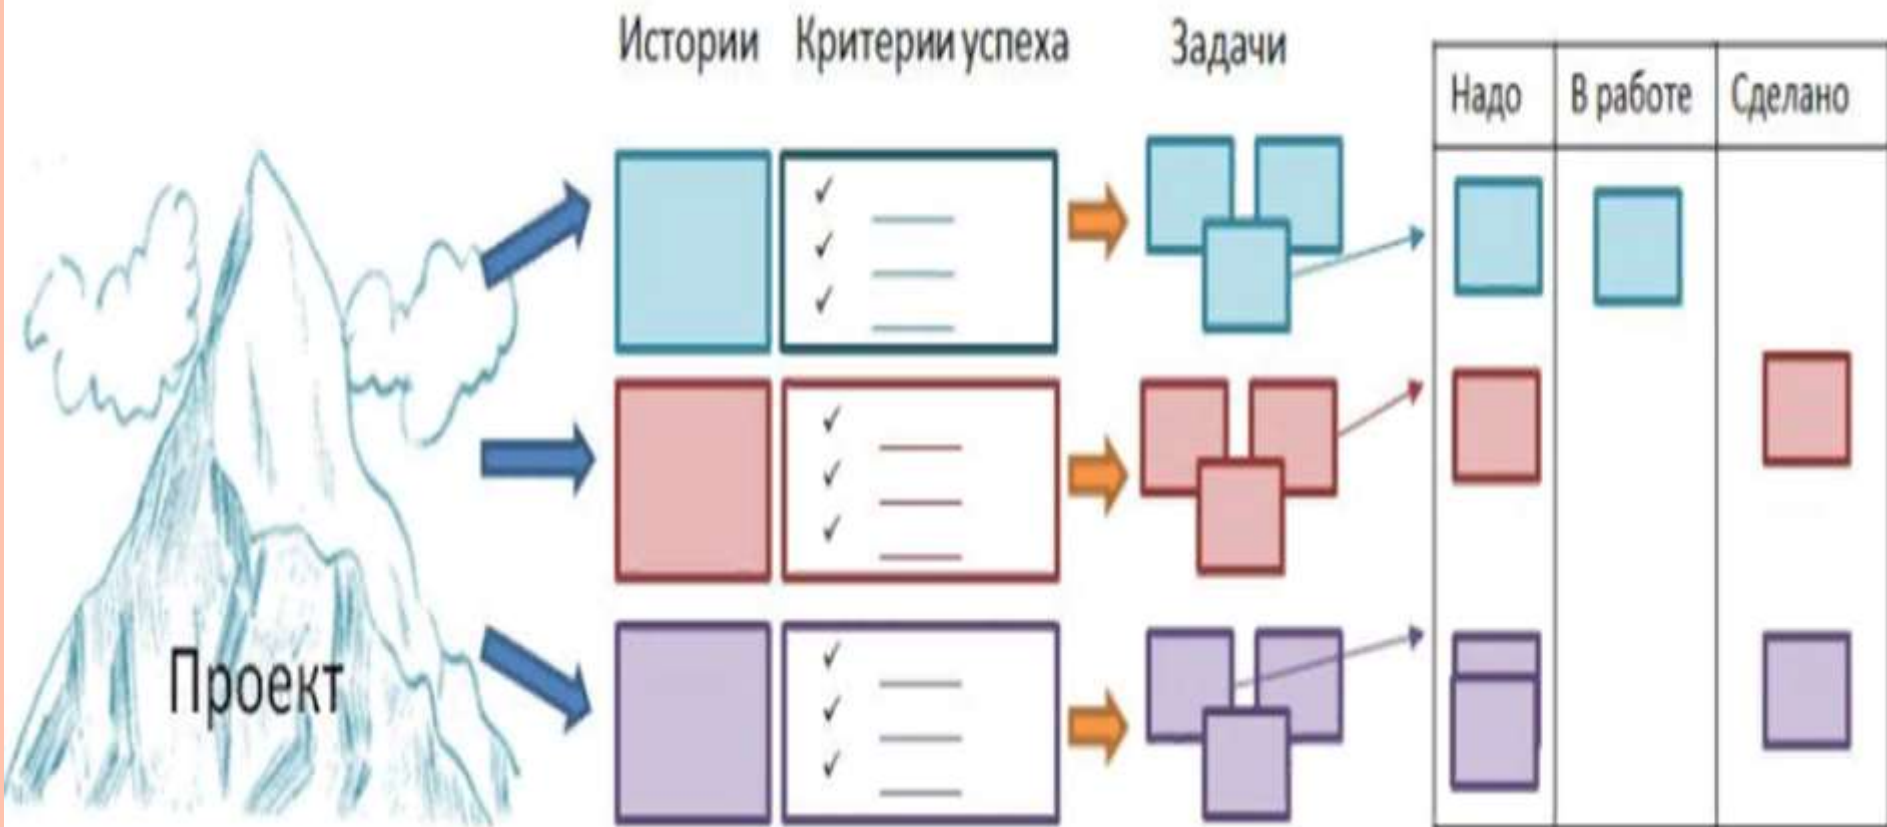 Истории
Критерии успеха
Задачи
Надо
В работе
Сделано
Проект